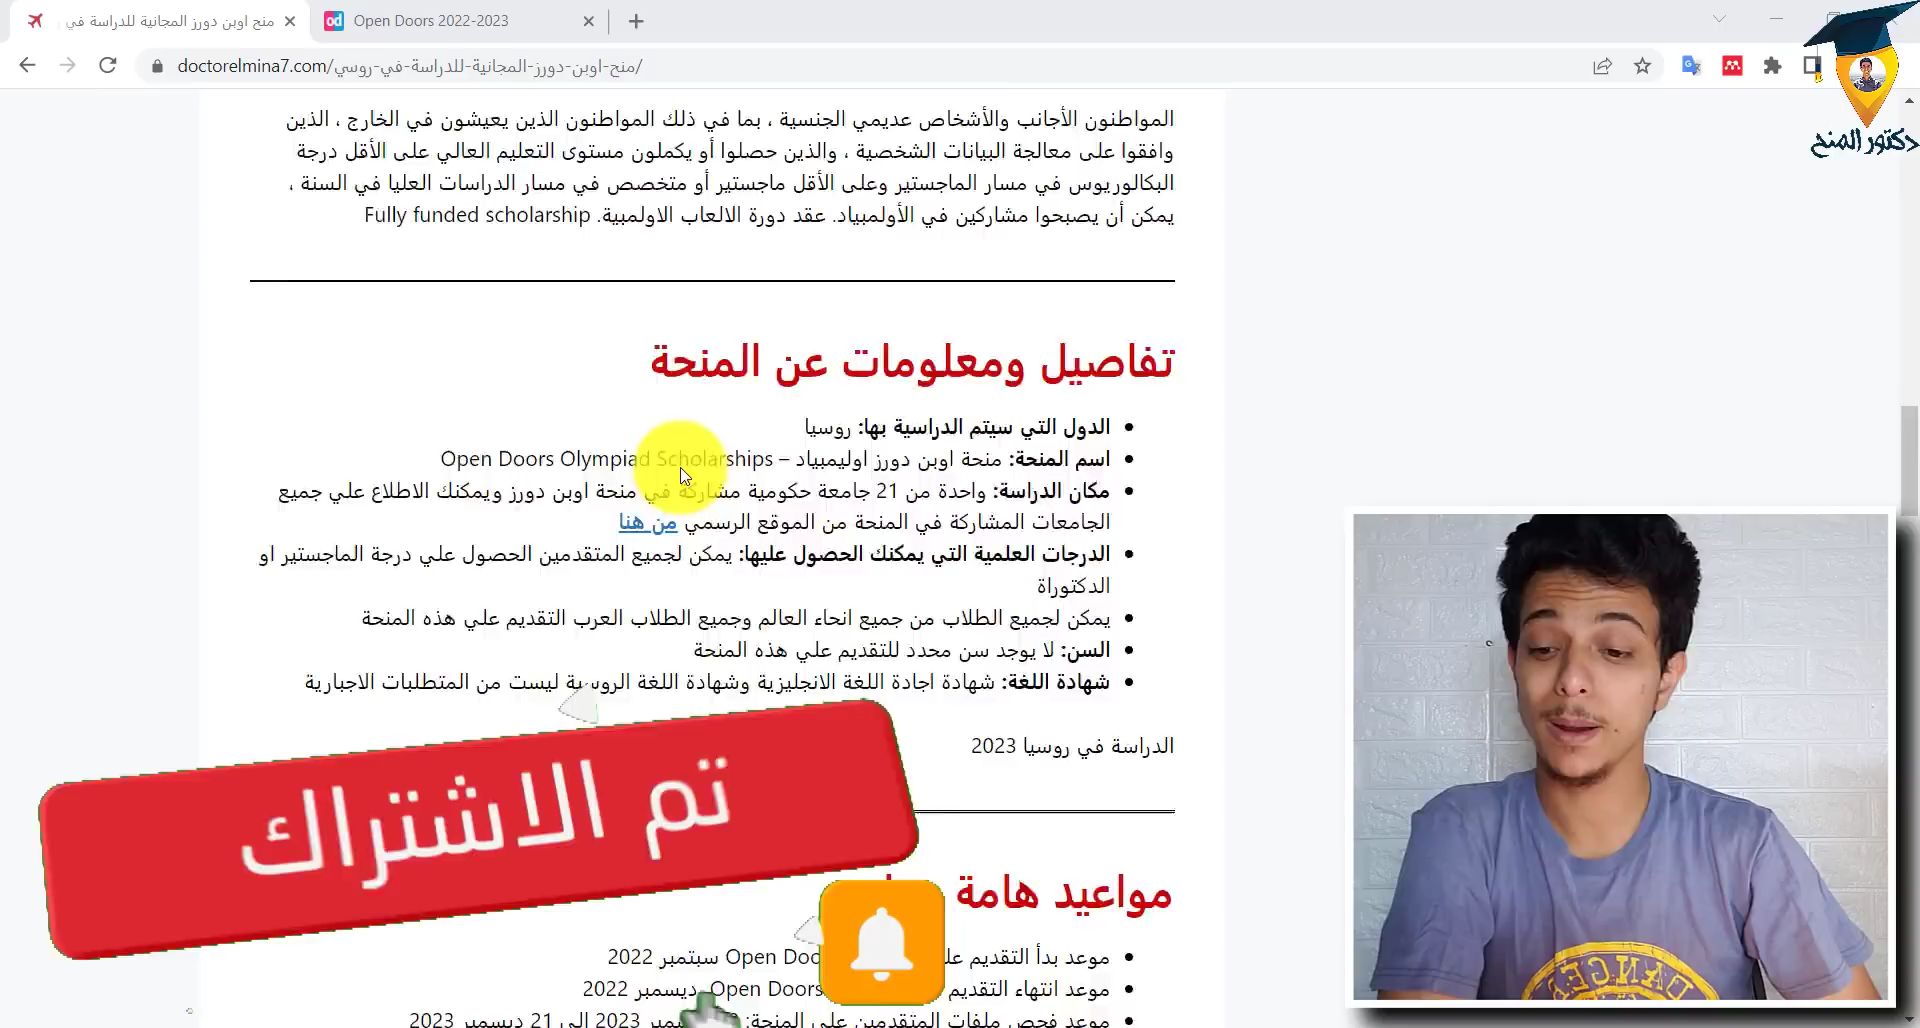 منح اوبن دورز المجانية للدراسة في
Open Doors 2022-2023
doctorelmina7.com/منح-اوبن-دورز-المجانية-للدراسة-في-روسي/
دكتور المنح
المواطنون الأجانب والأشخاص عديمي الجنسية ، بما في ذلك المواطنون الذين يعيشون في الخارج ، الذين
وافقوا على معالجة البيانات الشخصية ، والذين حصلوا أو يكملون مستوى التعليم العالي على الأقل درجة
البكالوريوس في مسار الماجستير وعلى الأقل ماجستير أو متخصص في مسار الدراسات العليا في السنة ،
يمكن أن يصبحوا مشاركين في الأولمبياد. عقد دورة الالعاب الاولمبية. Fully funded scholarship
تفاصيل ومعلومات عن المنحة
الدول التي سيتم الدراسية بها: روسيا
اسم المنحة: منحة اوبن دورز اوليمبياد – Open Doors Olympiad Scholarships
مكان الدراسة: واحدة من 21 جامعة حكومية مشاركة في منحة اوبن دورز ويمكنك الاطلاع علي جميع
الجامعات المشاركة في المنحة من الموقع الرسمي من هنا
الدرجات العلمية التي يمكنك الحصول عليها: يمكن لجميع المتقدمين الحصول علي درجة الماجستير او
الدكتوراة
يمكن لجميع الطلاب من جميع انحاء العالم وجميع الطلاب العرب التقديم علي هذه المنحة
السن: لا يوجد سن محدد للتقديم علي هذه المنحة
شهادة اللغة: شهادة اجادة اللغة الانجليزية وشهادة اللغة الروسية ليست من المتطلبات الاجبارية
الدراسة في روسيا 2023
تم الاشتراك
مواعيد هامة
موعد بدأ التقديم Open سبتمبر 2022
موعد انتهاء التقديم Open Doors ديسمبر 2022
موعد فحص ملفات المتقدمين علي المنحة: 2023 الي 21 ديسمبر 2023